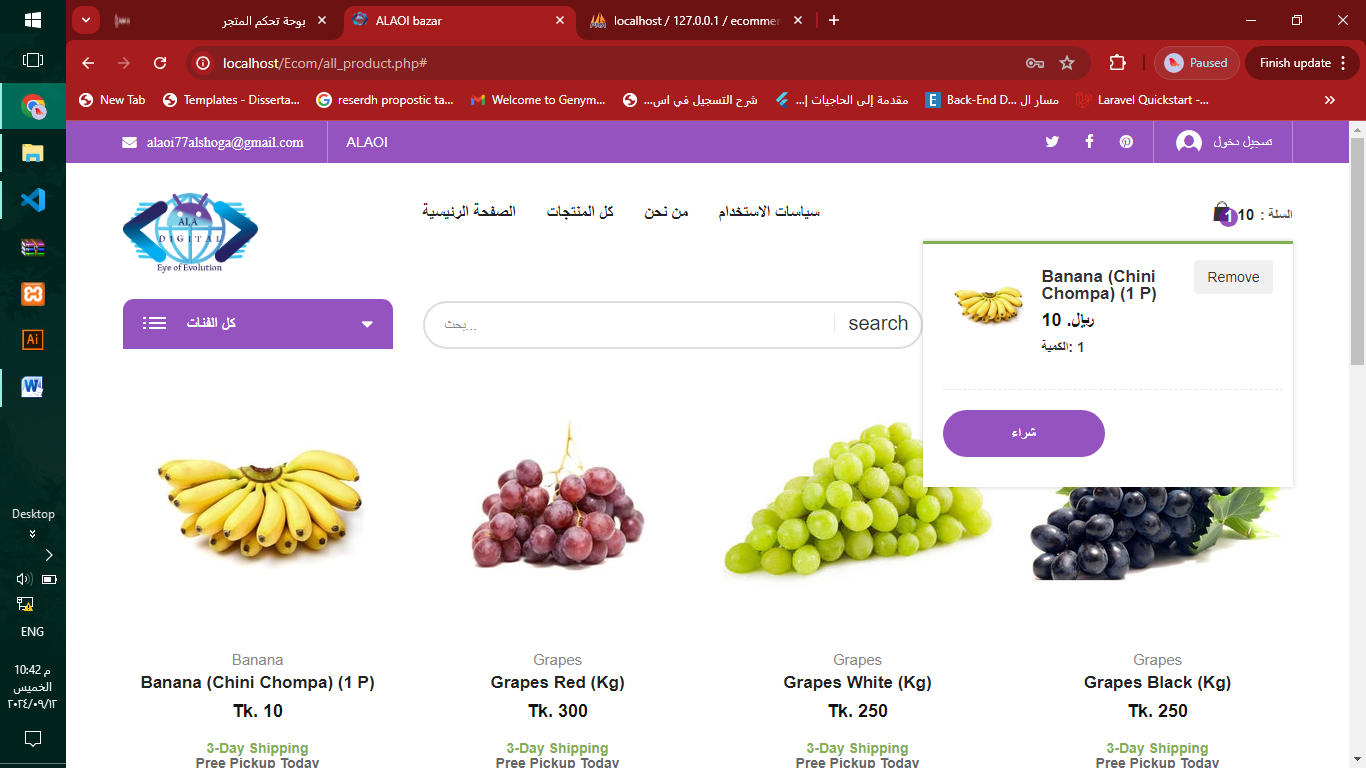 بوحة تحكم المتجر
ALAOI bazar
localhost / 127.0.0.1 / ecommer
localhost/Ecom/all_product.php#
Paused
Finish update
New Tab
Templates - Disserta...
reserdh propostic ta...
Welcome to Genym...
شرح التسجيل في اس...
مقدمة إلى الحاجيات |...
Back-End D... مسار ال
Laravel Quickstart -...
alaoi77alshoga@gmail.com
ALAOI
تسجيل دخول
ALA
DIGITAL
Eye of Evolution
الصفحة الرئيسية
كل المنتجات
من نحن
سياسات الاستخدام
السلة : 10
1
كل الفئات
بحث...
search
Banana (Chini Chompa) (1 P)
Remove
ريال. 10
الكمية: 1
شراء
Banana
Banana (Chini Chompa) (1 P)
Tk. 10
3-Day Shipping
Free Pickup Today
Grapes
Grapes Red (Kg)
Tk. 300
3-Day Shipping
Free Pickup Today
Grapes
Grapes White (Kg)
Tk. 250
3-Day Shipping
Free Pickup Today
Grapes
Grapes Black (Kg)
Tk. 250
3-Day Shipping
Free Pickup Today
Desktop
ENG
10:42 م
الخميس
٢٠٢٤/٠٩/١٢